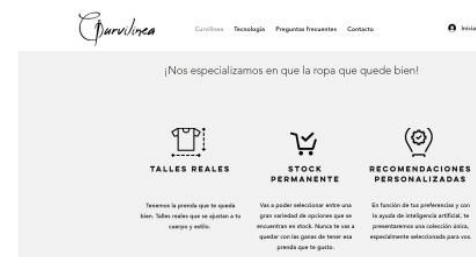 Curvilinea
Curvilinea Tecnología Preguntas frecuentes Contacto
Inicia
¡Nos especializamos en que la ropa que quede bien!
TALLES REALES
Tenemos la prenda que te queda
bien. Talles reales que se ajustan a tu
cuerpo y estilo.
STOCK
PERMANENTE
Vas a poder seleccionar entre una
gran variedad de opciones que se
encuentran en stock. Nunca te vas a
quedar con las ganas de tener esa
prenda que te gusto.
RECOMENDACIONES
PERSONALIZADAS
En función de tus preferencias y con
la ayuda de inteligencia artificial, te
presentaremos una colección única,
especialmente seleccionada para vos.